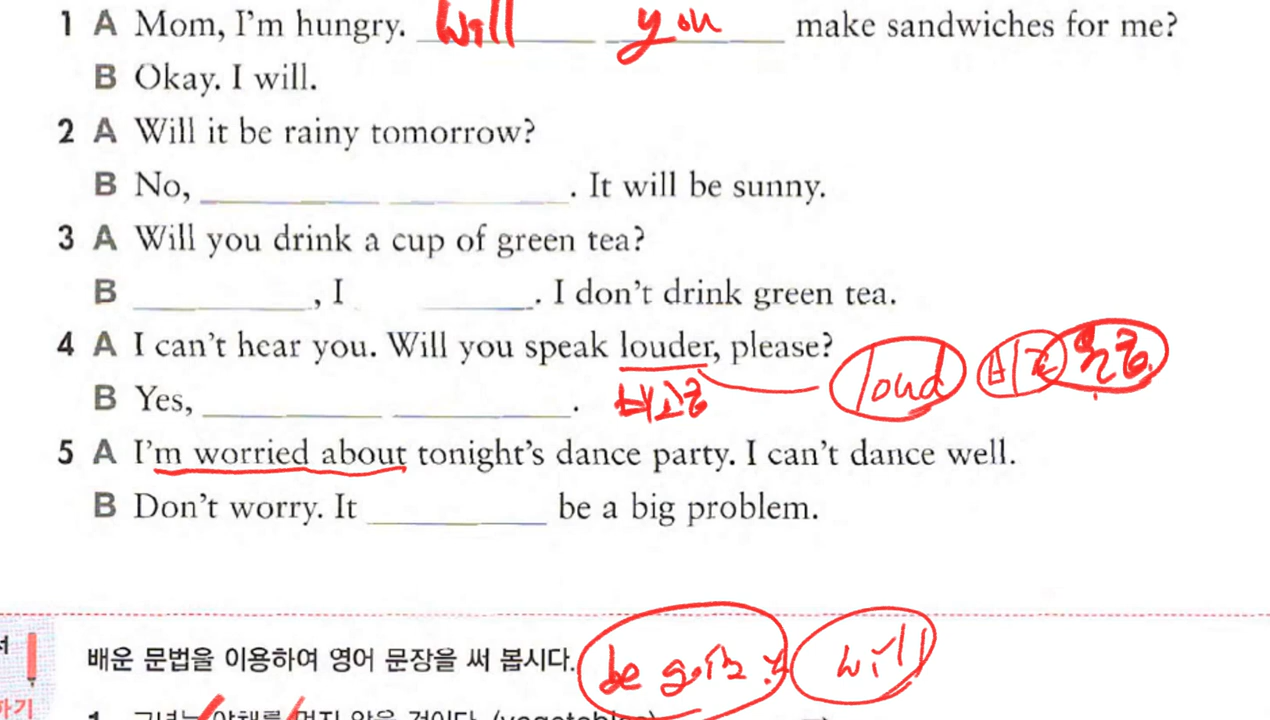 1 A Mom, I'm hungry. Will you make sandwiches for me?
B Okay. I will.
2 A Will it be rainy tomorrow?
B No, ________ ________. It will be sunny.
3 A Will you drink a cup of green tea?
B ________, I ________. I don't drink green tea.
4 A I can't hear you. Will you speak louder, please? loud
B Yes, ________ ________. 비교급
5 A I'm worried about tonight's dance party. I can't dance well.
B Don't worry. It ________ be a big problem.
배운 문법을 이용하여 영어 문장을 써 봅시다. will
하기